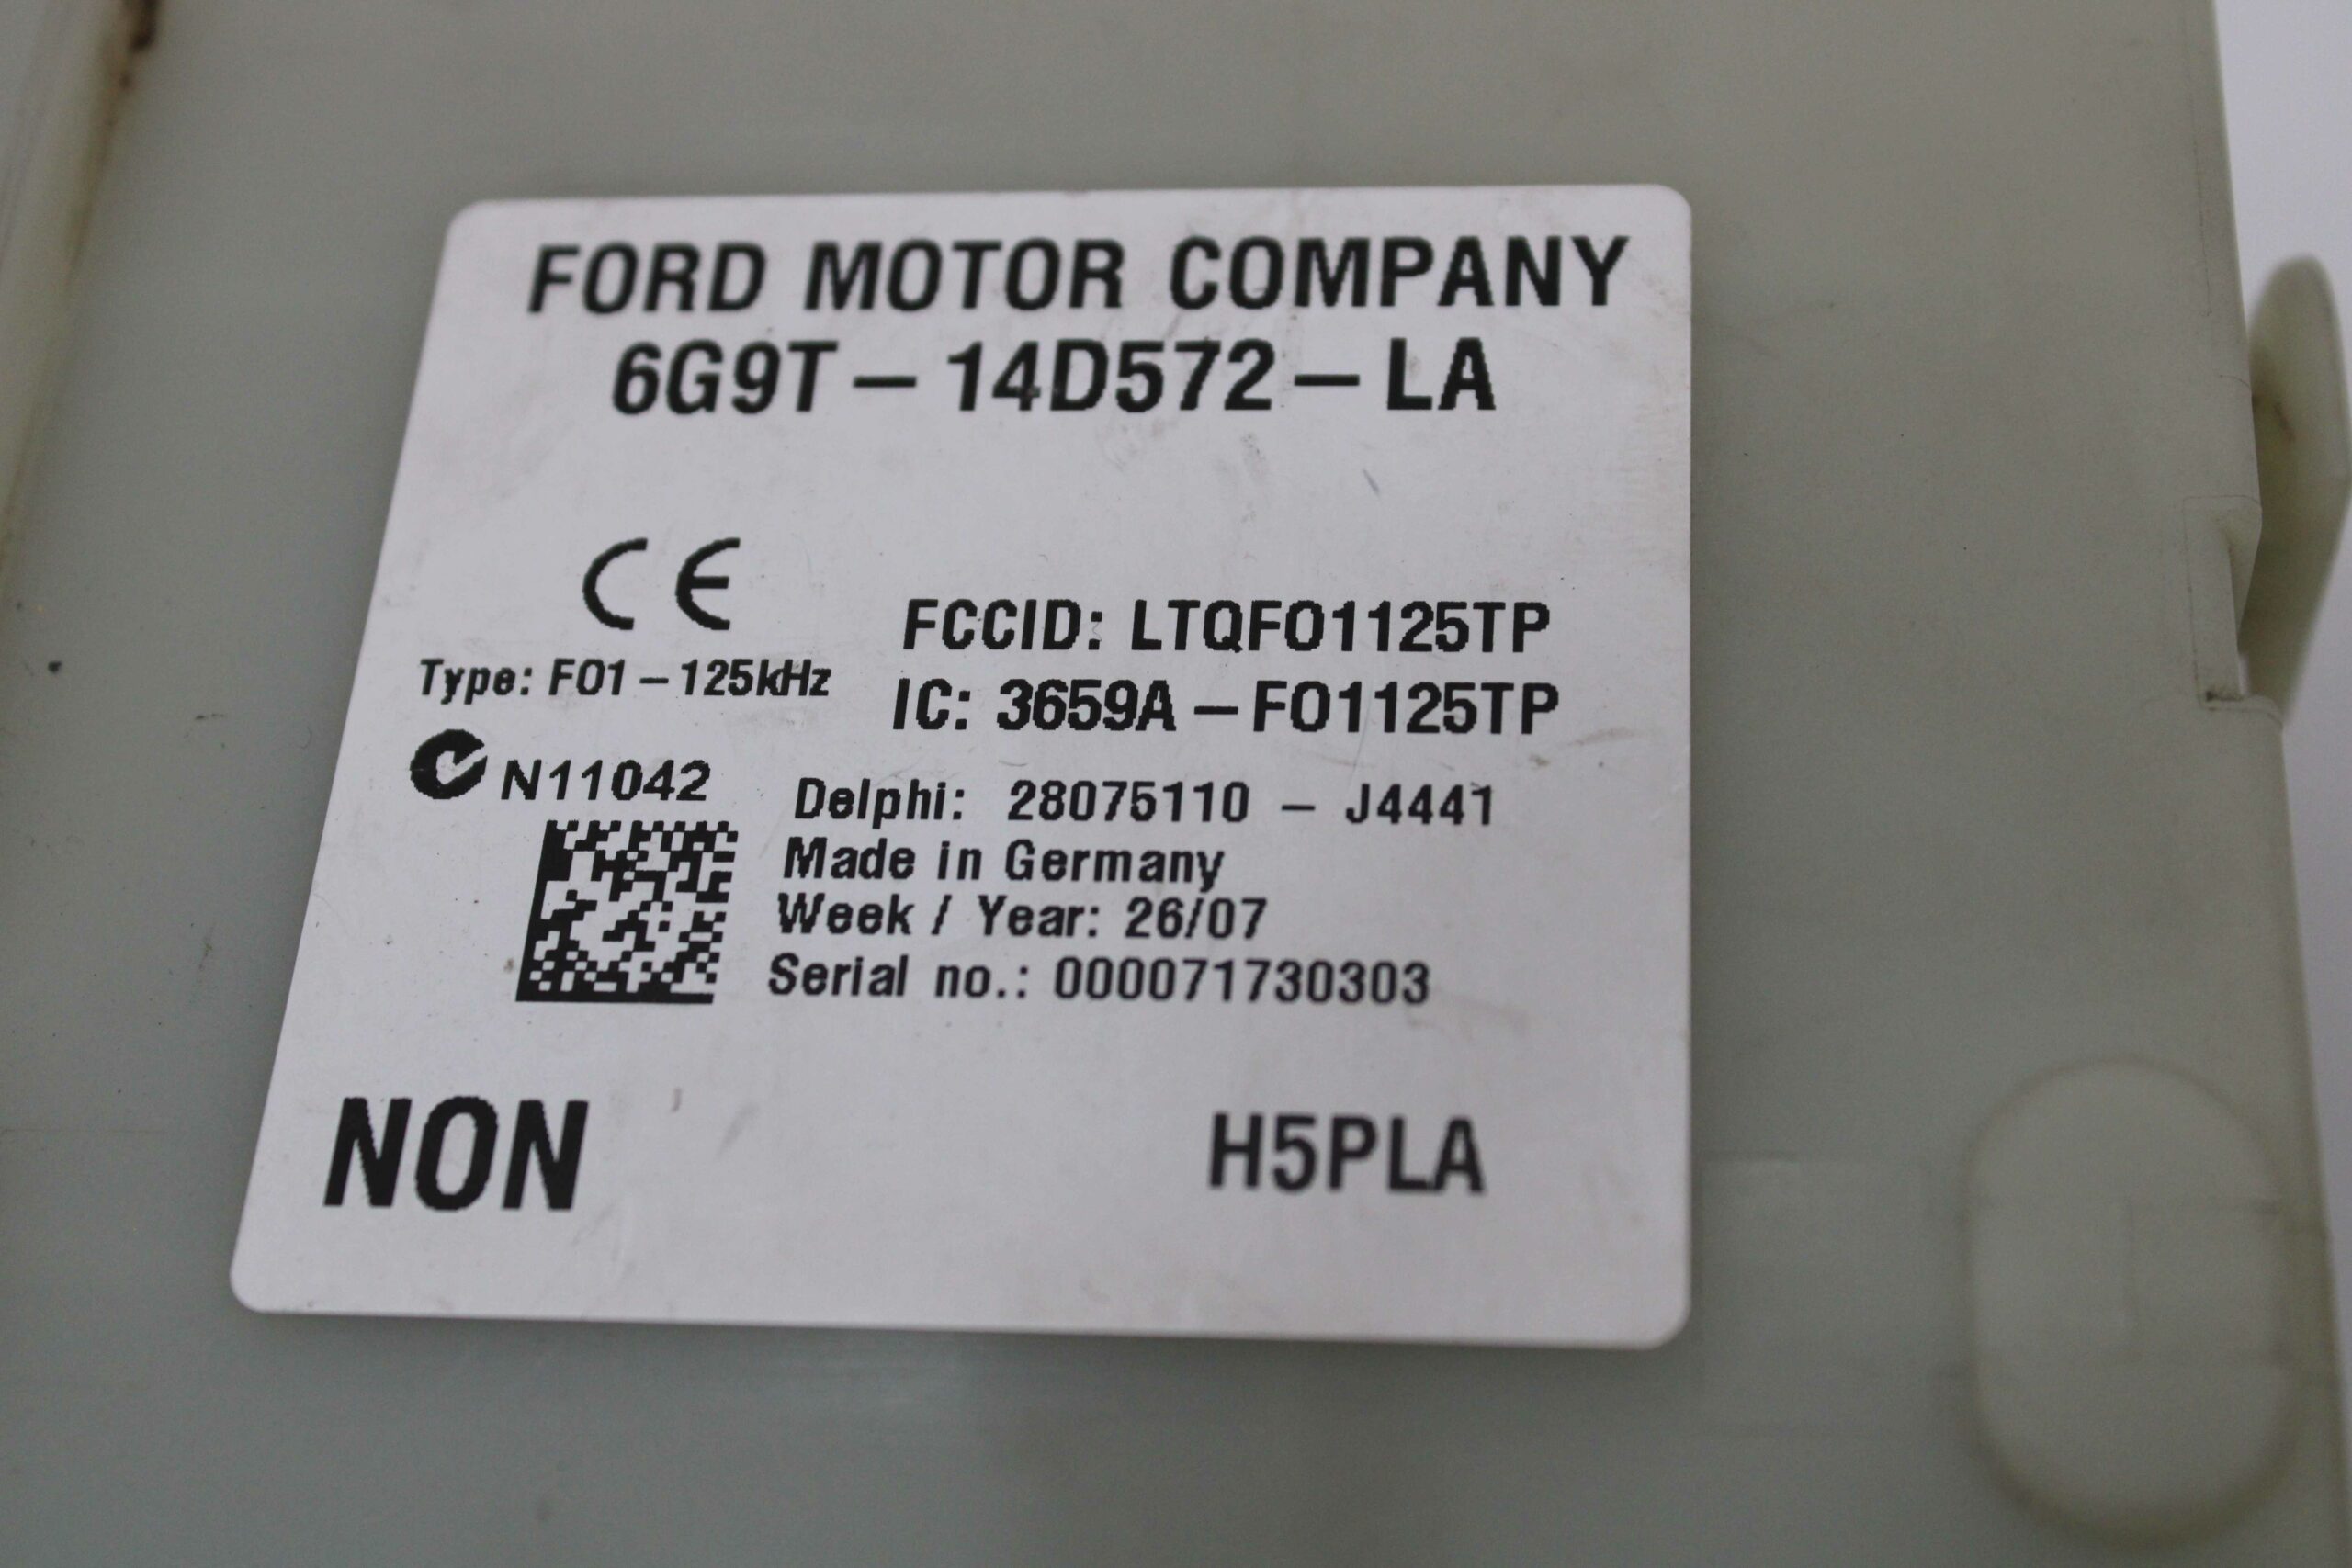 FORD MOTOR COMPANY
6G9T-14D572-LA
CE
Type: FO1-125kHz
FCCID: LTQFO1125TP
IC: 3659A-FO1125TP
N11042
Delphi: 28075110 - J4441
Made in Germany
Week / Year: 26/07
Serial no.: 000071730303
NON
H5PLA